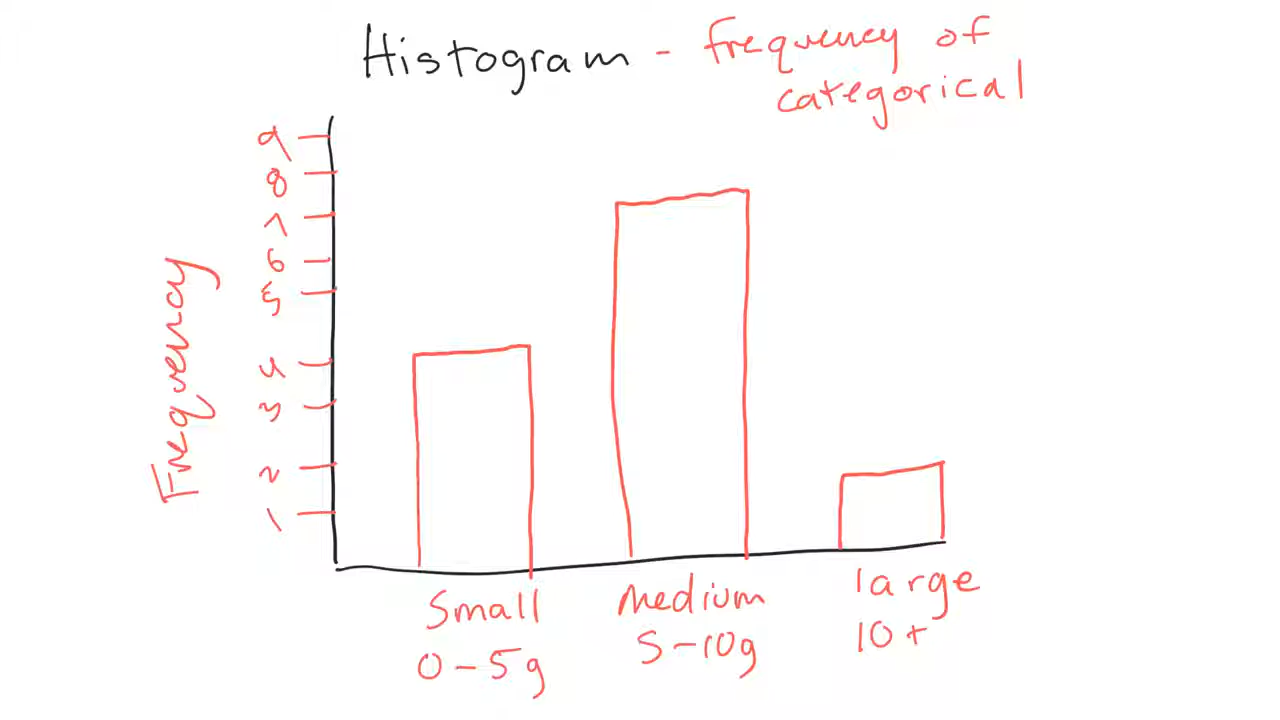 Histogram - frequency of
categorical
9
8
7
6
5
4
3
2
1
Frequency
Small Medium large
0-5g 5-10g 10+